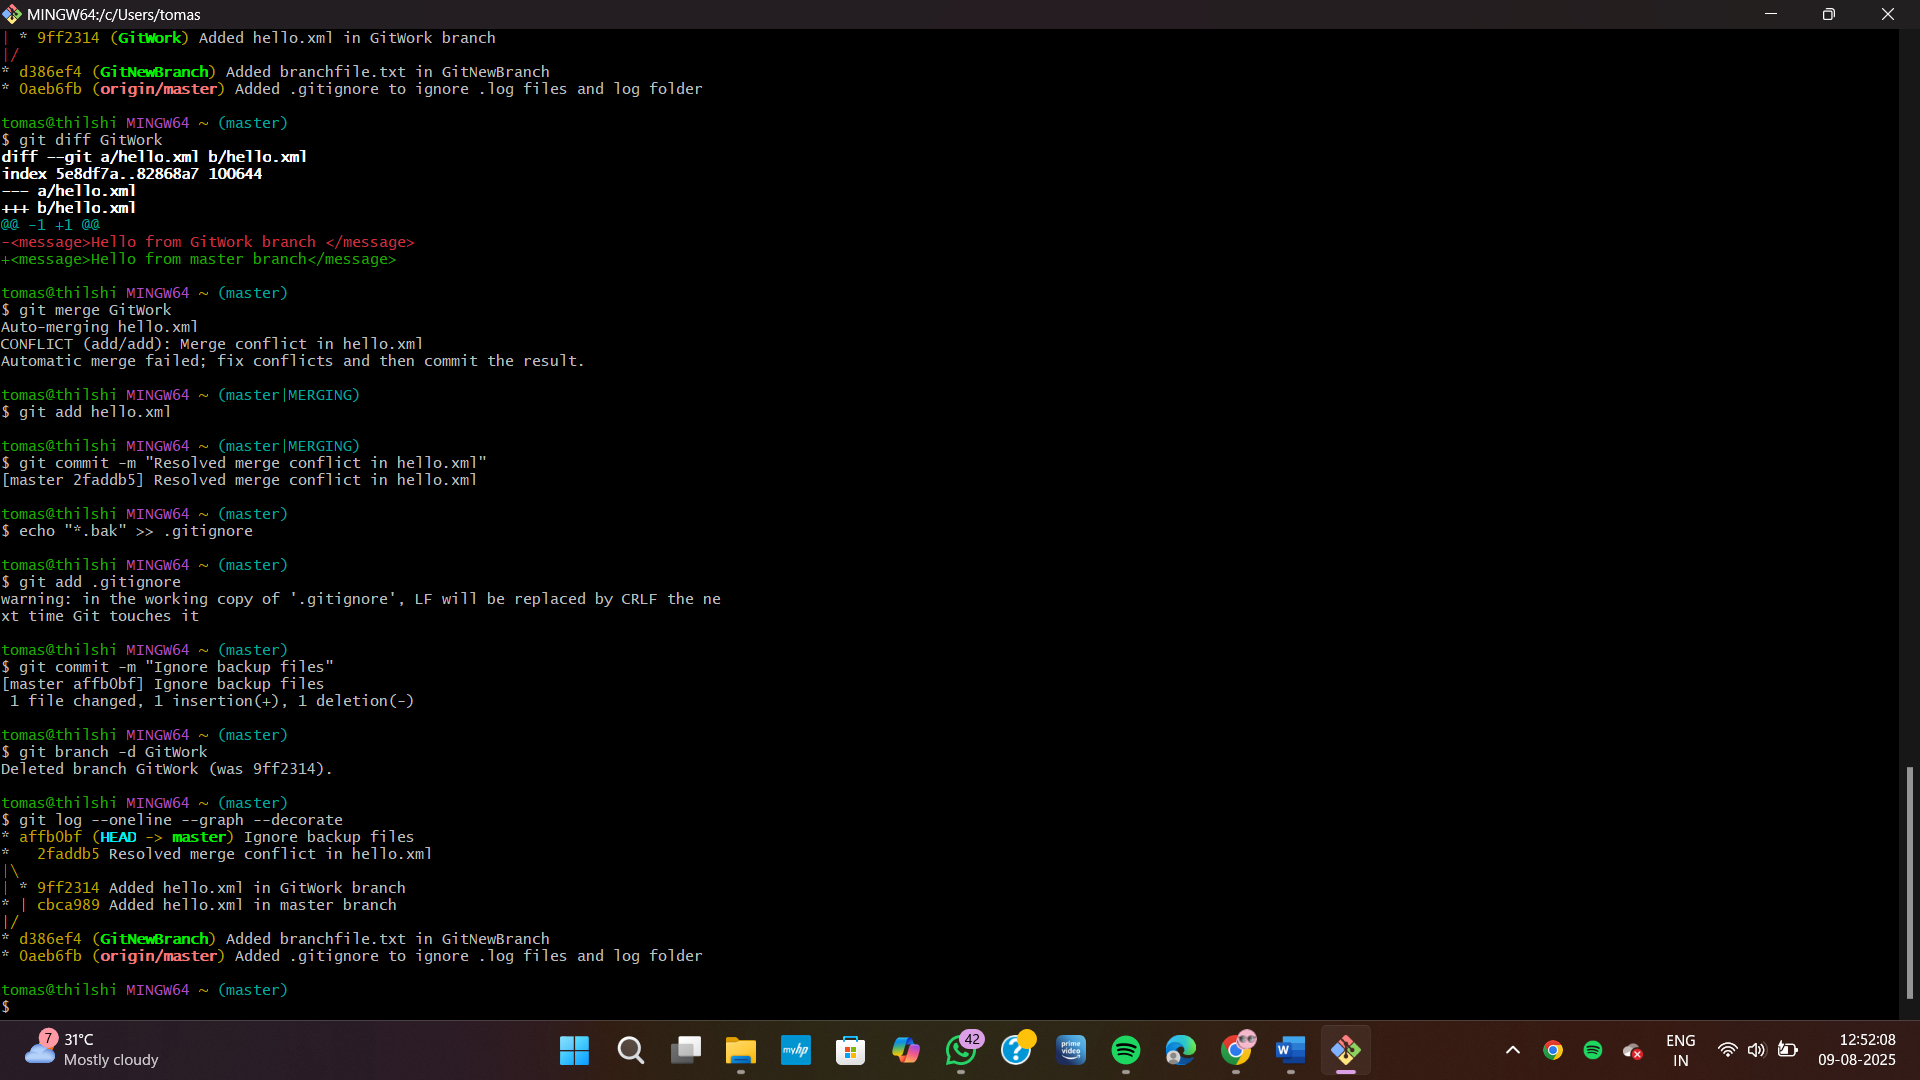 MINGW64:/c/Users/tomas
| * 9ff2314 (GitWork) Added hello.xml in GitWork branch
|/
* d386ef4 (GitNewBranch) Added branchfile.txt in GitNewBranch
* 0aeb6fb (origin/master) Added .gitignore to ignore .log files and log folder
tomas@thilshi MINGW64 ~ (master)
$ git diff GitWork
diff --git a/hello.xml b/hello.xml
index 5e8df7a..82868a7 100644
--- a/hello.xml
+++ b/hello.xml
@@ -1 +1 @@
-<message>Hello from GitWork branch </message>
+<message>Hello from master branch</message>
tomas@thilshi MINGW64 ~ (master)
$ git merge GitWork
Auto-merging hello.xml
CONFLICT (add/add): Merge conflict in hello.xml
Automatic merge failed; fix conflicts and then commit the result.
tomas@thilshi MINGW64 ~ (master|MERGING)
$ git add hello.xml
tomas@thilshi MINGW64 ~ (master|MERGING)
$ git commit -m "Resolved merge conflict in hello.xml"
[master 2faddb5] Resolved merge conflict in hello.xml
tomas@thilshi MINGW64 ~ (master)
$ echo "*.bak" >> .gitignore
tomas@thilshi MINGW64 ~ (master)
$ git add .gitignore
warning: in the working copy of '.gitignore', LF will be replaced by CRLF the ne
xt time Git touches it
tomas@thilshi MINGW64 ~ (master)
$ git commit -m "Ignore backup files"
[master affb0bf] Ignore backup files
 1 file changed, 1 insertion(+), 1 deletion(-)
tomas@thilshi MINGW64 ~ (master)
$ git branch -d GitWork
Deleted branch GitWork (was 9ff2314).
tomas@thilshi MINGW64 ~ (master)
$ git log --oneline --graph --decorate
* affb0bf (HEAD -> master) Ignore backup files
*   2faddb5 Resolved merge conflict in hello.xml
|\
| * 9ff2314 Added hello.xml in GitWork branch
* | cbca989 Added hello.xml in master branch
|/
* d386ef4 (GitNewBranch) Added branchfile.txt in GitNewBranch
* 0aeb6fb (origin/master) Added .gitignore to ignore .log files and log folder
tomas@thilshi MINGW64 ~ (master)
$
7
31°C
Mostly cloudy
myhp
42
prime video
W
ENG
IN
12:52:08
09-08-2025